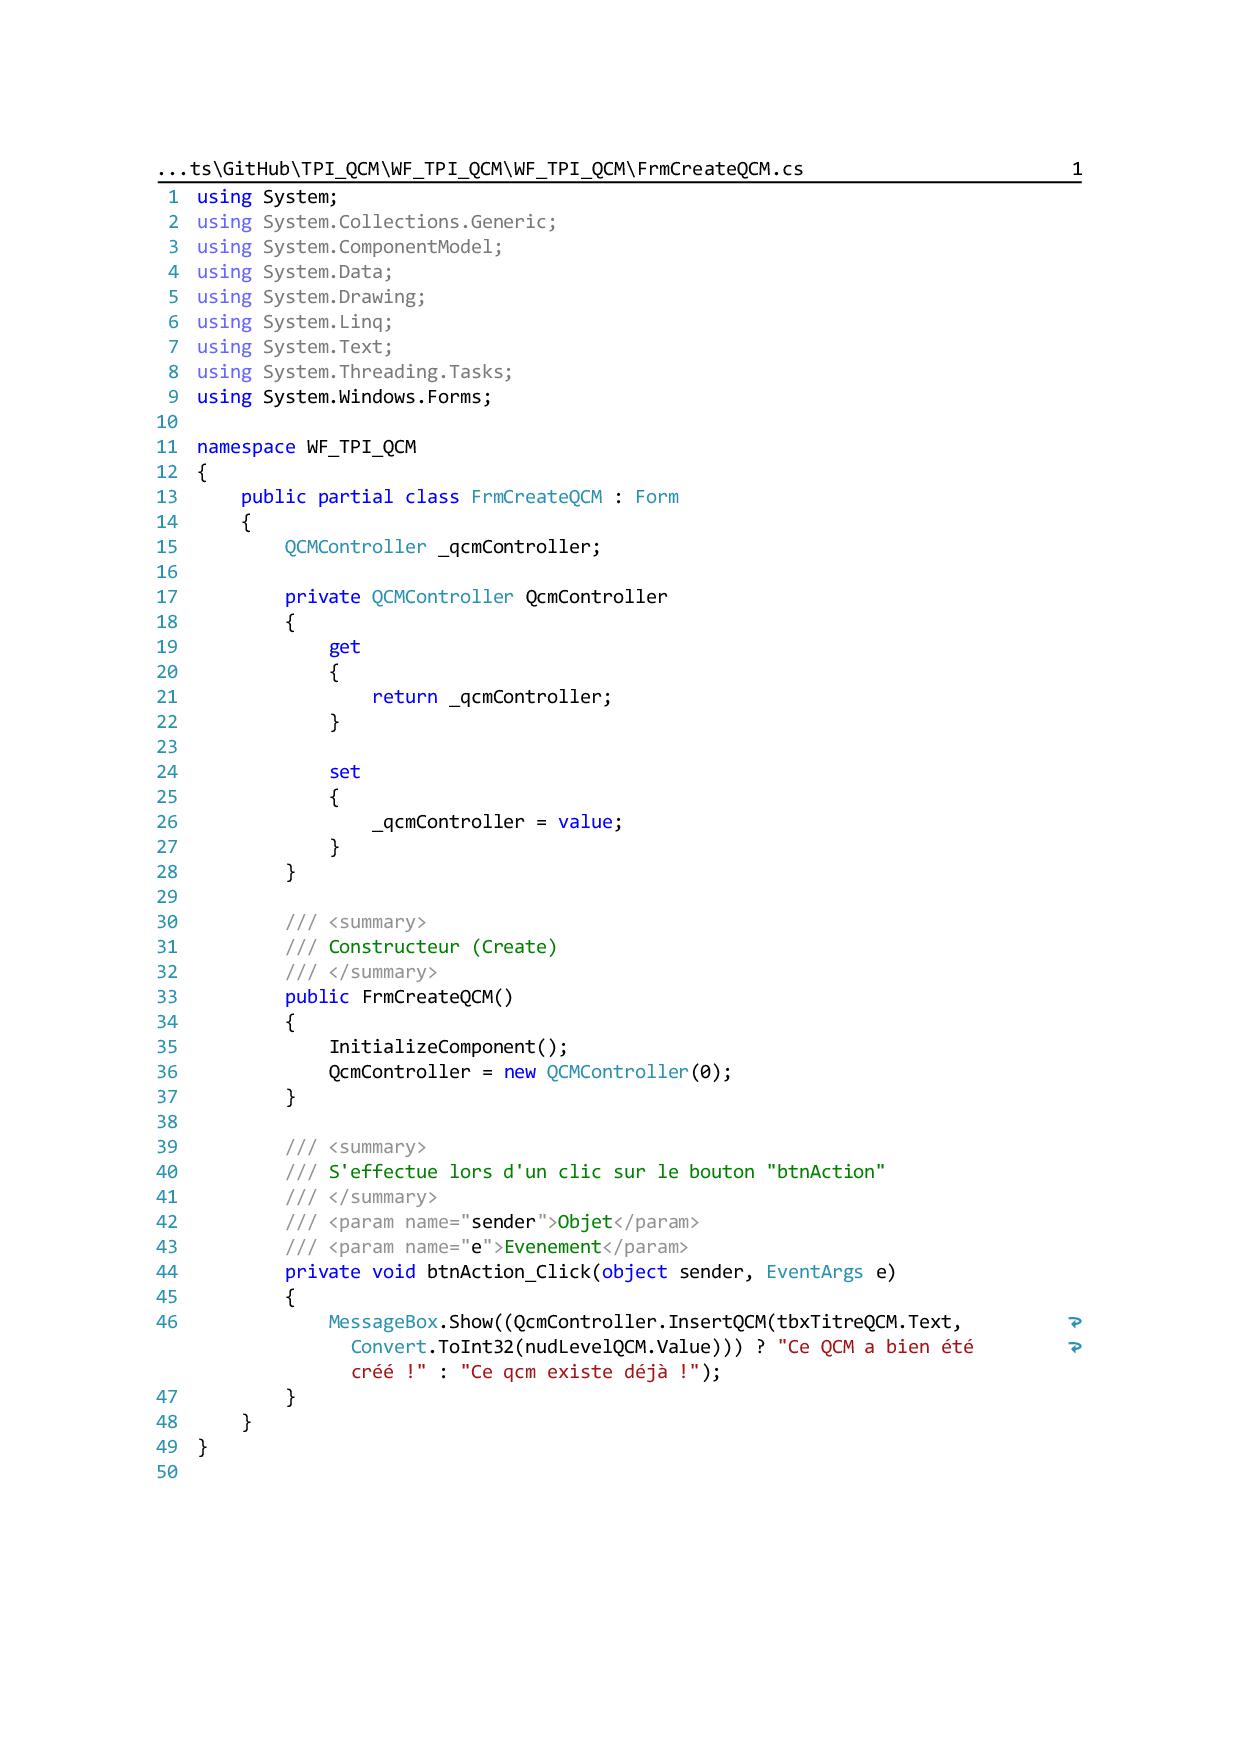 ...ts\GitHub\TPI_QCM\WF_TPI_QCM\WF_TPI_QCM\FrmCreateQCM.cs 1
1 using System;
2 using System.Collections.Generic;
3 using System.ComponentModel;
4 using System.Data;
5 using System.Drawing;
6 using System.Linq;
7 using System.Text;
8 using System.Threading.Tasks;
9 using System.Windows.Forms;
10
11 namespace WF_TPI_QCM
12 {
13     public partial class FrmCreateQCM : Form
14     {
15         QCMController _qcmController;
16
17         private QCMController QcmController
18         {
19             get
20             {
21                 return _qcmController;
22             }
23
24             set
25             {
26                 _qcmController = value;
27             }
28         }
29
30         /// <summary>
31         /// Constructeur (Create)
32         /// </summary>
33         public FrmCreateQCM()
34         {
35             InitializeComponent();
36             QcmController = new QCMController(0);
37         }
38
39         /// <summary>
40         /// S'effectue lors d'un clic sur le bouton "btnAction"
41         /// </summary>
42         /// <param name="sender">Objet</param>
43         /// <param name="e">Evenement</param>
44         private void btnAction_Click(object sender, EventArgs e)
45         {
46             MessageBox.Show((QcmController.InsertQCM(tbxTitreQCM.Text,
Convert.ToInt32(nudLevelQCM.Value))) ? "Ce QCM a bien été
créé !" : "Ce qcm existe déjà !");
47         }
48     }
49 }
50